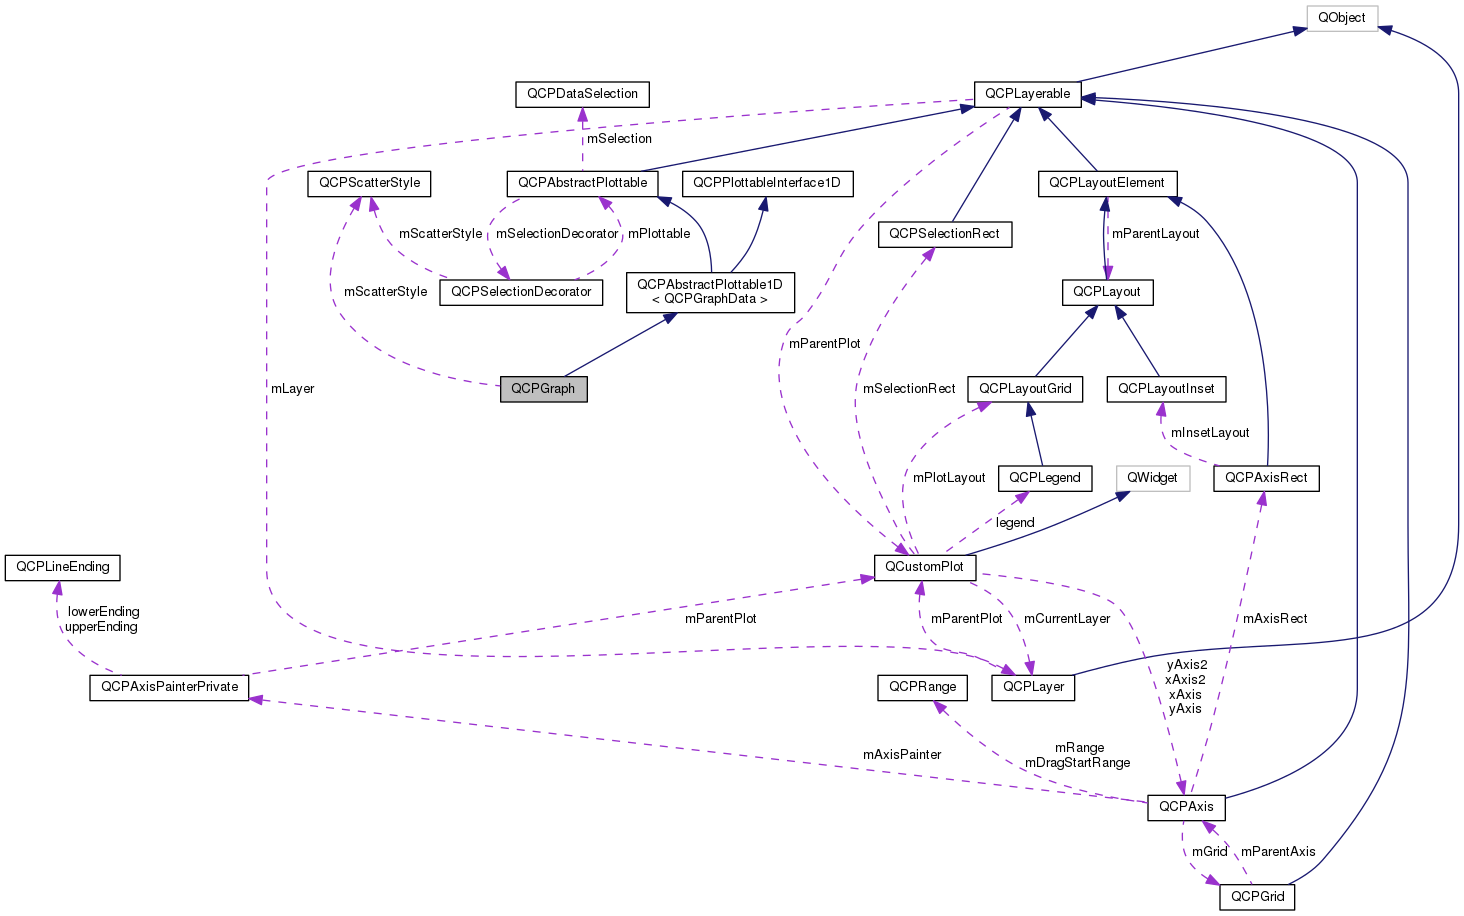 QObject
QCPDataSelection
QCPLayerable
mSelection
QCPScatterStyle
QCPAbstractPlottable
QCPPlottableInterface1D
QCPLayoutElement
mScatterStyle
mSelectionDecorator
mPlottable
QCPSelectionRect
mParentLayout
mScatterStyle
QCPSelectionDecorator
QCPAbstractPlottable1D
< QCPGraphData >
QCPLayout
mParentPlot
mLayer
QCPGraph
mSelectionRect
QCPLayoutGrid
QCPLayoutInset
mInsetLayout
mPlotLayout
QCPLegend
QWidget
QCPAxisRect
legend
QCPLineEnding
QCustomPlot
lowerEnding
upperEnding
mParentPlot
mParentPlot
mCurrentLayer
mAxisRect
yAxis2
xAxis2
xAxis
yAxis
QCPAxisPainterPrivate
QCPRange
QCPLayer
mAxisPainter
mRange
mDragStartRange
QCPAxis
mGrid
mParentAxis
QCPGrid